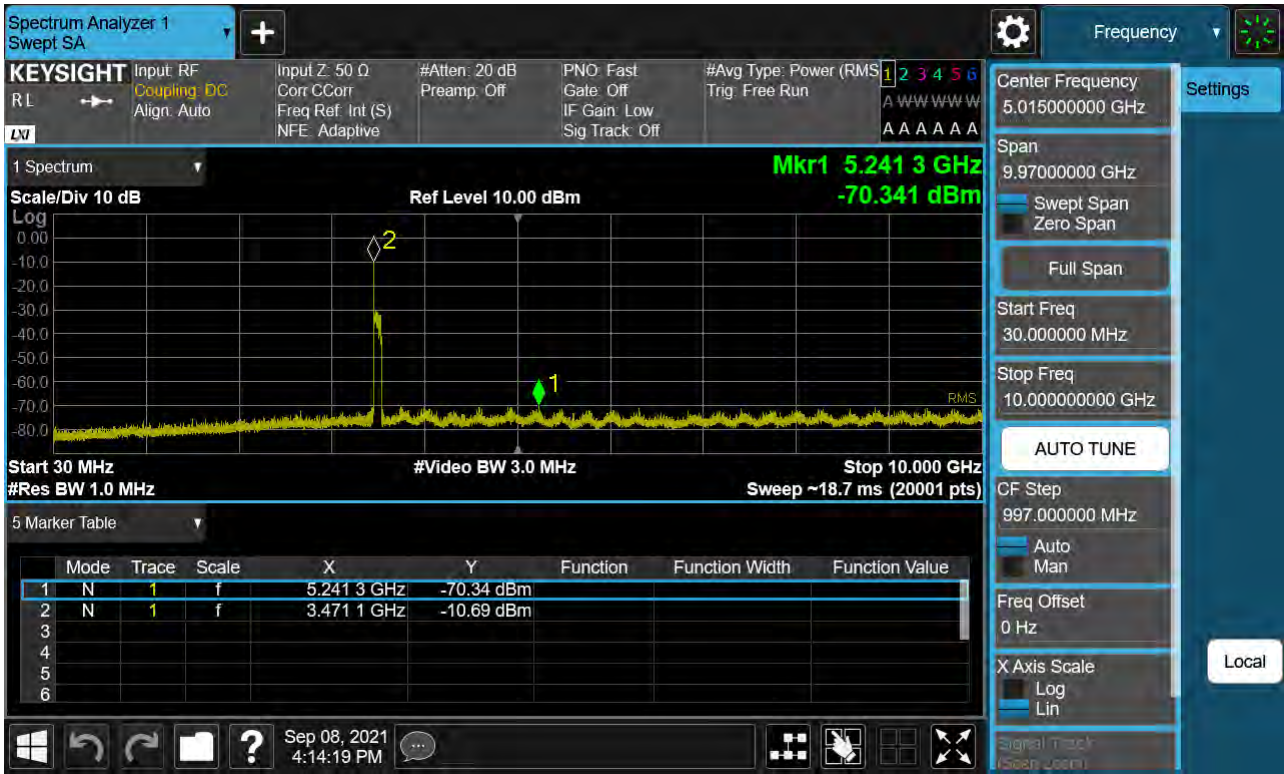 Spectrum Analyzer 1
Swept SA
+
Frequency
KEYSIGHT
RL
LXI
Input: RF
Coupling: DC
Align: Auto
Input Z: 50 Ω
Corr CCorr
Freq Ref: Int (S)
NFE: Adaptive
#Atten: 20 dB
Preamp: Off
PNO: Fast
Gate: Off
IF Gain: Low
Sig Track: Off
#Avg Type: Power (RMS
Trig: Free Run
1 2 3 4 5 6
A W W W W W
A A A A A A
1 Spectrum
Mkr1 5.241 3 GHz
Scale/Div 10 dB
Ref Level 10.00 dBm
-70.341 dBm
Log
0.00
-10.0
-20.0
-30.0
-40.0
-50.0
-60.0
-70.0
-80.0
2
1
RMS
Start 30 MHz
#Video BW 3.0 MHz
Stop 10.000 GHz
#Res BW 1.0 MHz
Sweep ~18.7 ms (20001 pts)
5 Marker Table
Mode Trace Scale X Y Function Function Width Function Value
1 N 1 f 5.241 3 GHz -70.34 dBm
2 N 1 f 3.471 1 GHz -10.69 dBm
3
4
5
6
Sep 08, 2021
4:14:19 PM
?
Center Frequency
5.015000000 GHz
Settings
Span
9.97000000 GHz
Swept Span
Zero Span
Full Span
Start Freq
30.000000 MHz
Stop Freq
10.000000000 GHz
AUTO TUNE
CF Step
997.000000 MHz
Auto
Man
Freq Offset
0 Hz
X Axis Scale
Log
Lin
Signal Track
(Span Zoom)
Local